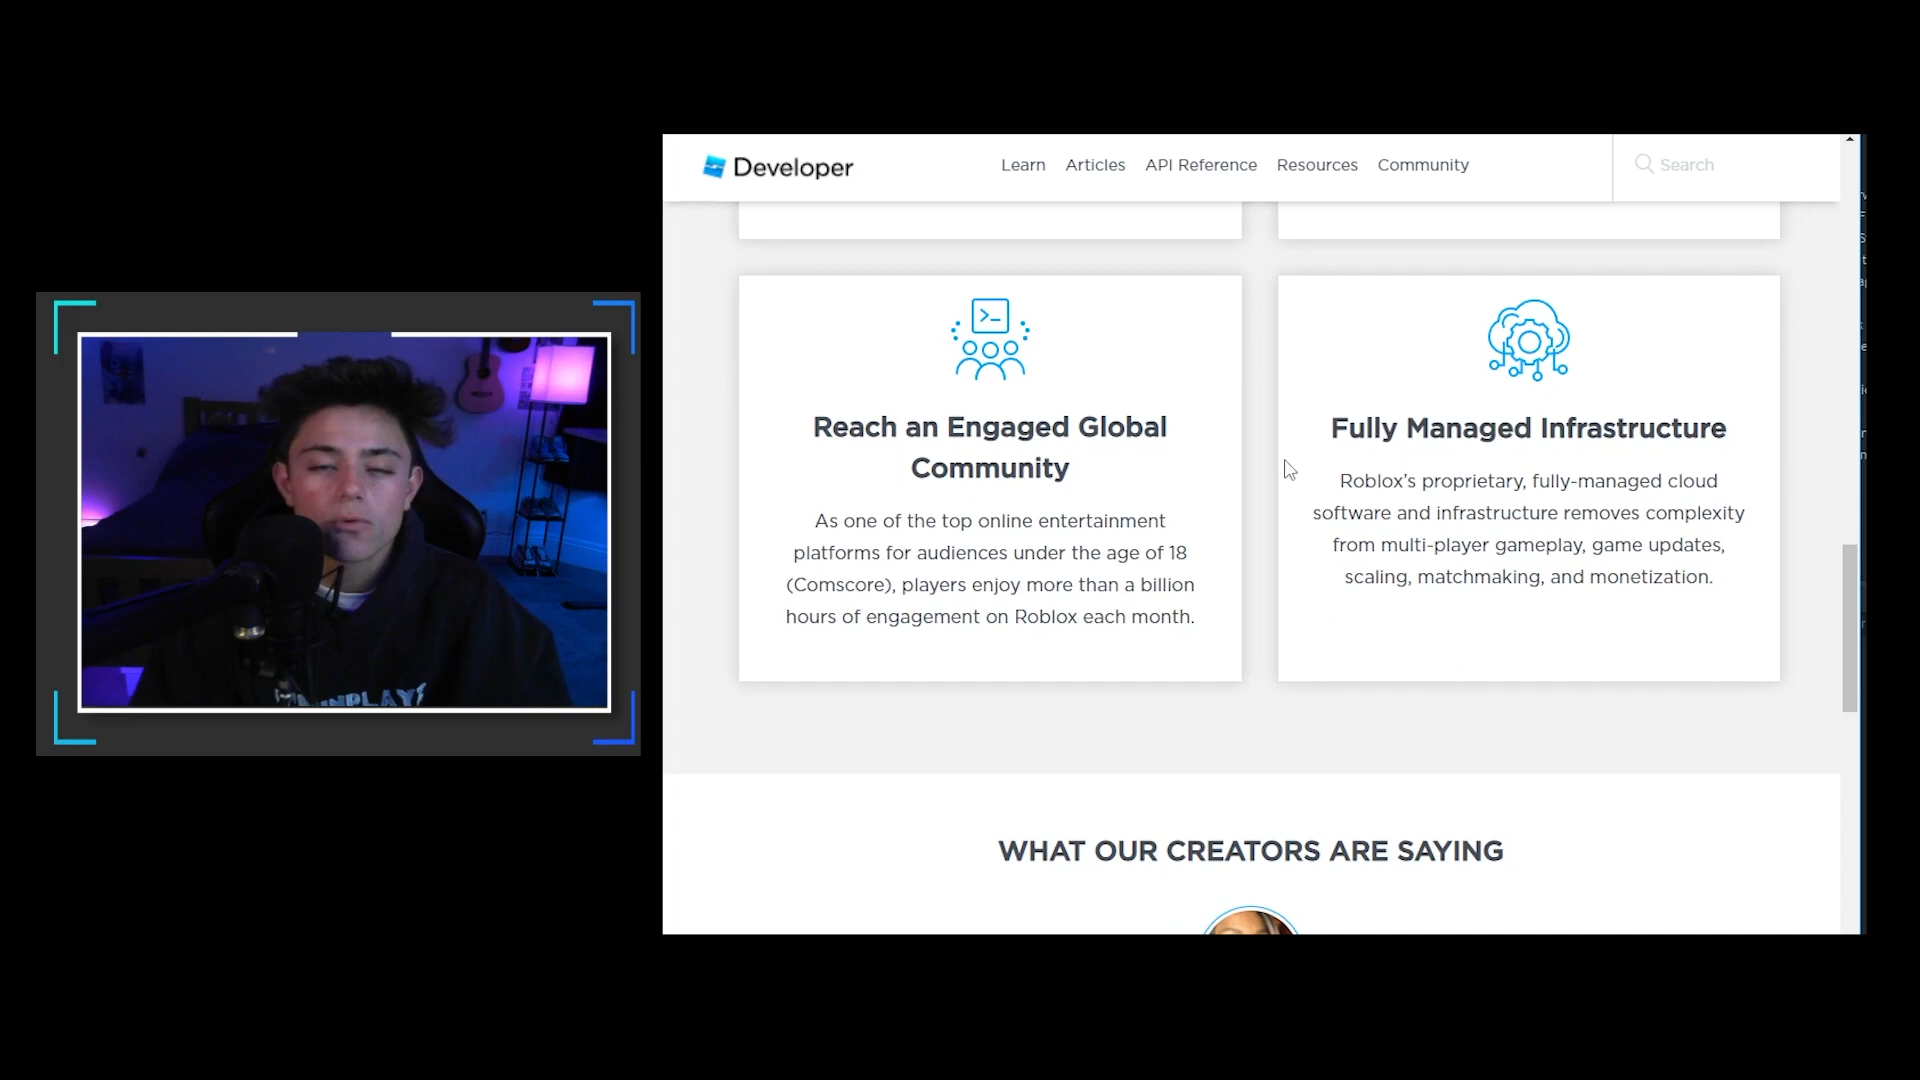 Developer
Learn Articles API Reference Resources Community
Search
Reach an Engaged Global
Community
As one of the top online entertainment
platforms for audiences under the age of 18
(Comscore), players enjoy more than a billion
hours of engagement on Roblox each month.
Fully Managed Infrastructure
Roblox’s proprietary, fully-managed cloud
software and infrastructure removes complexity
from multi-player gameplay, game updates,
scaling, matchmaking, and monetization.
WHAT OUR CREATORS ARE SAYING